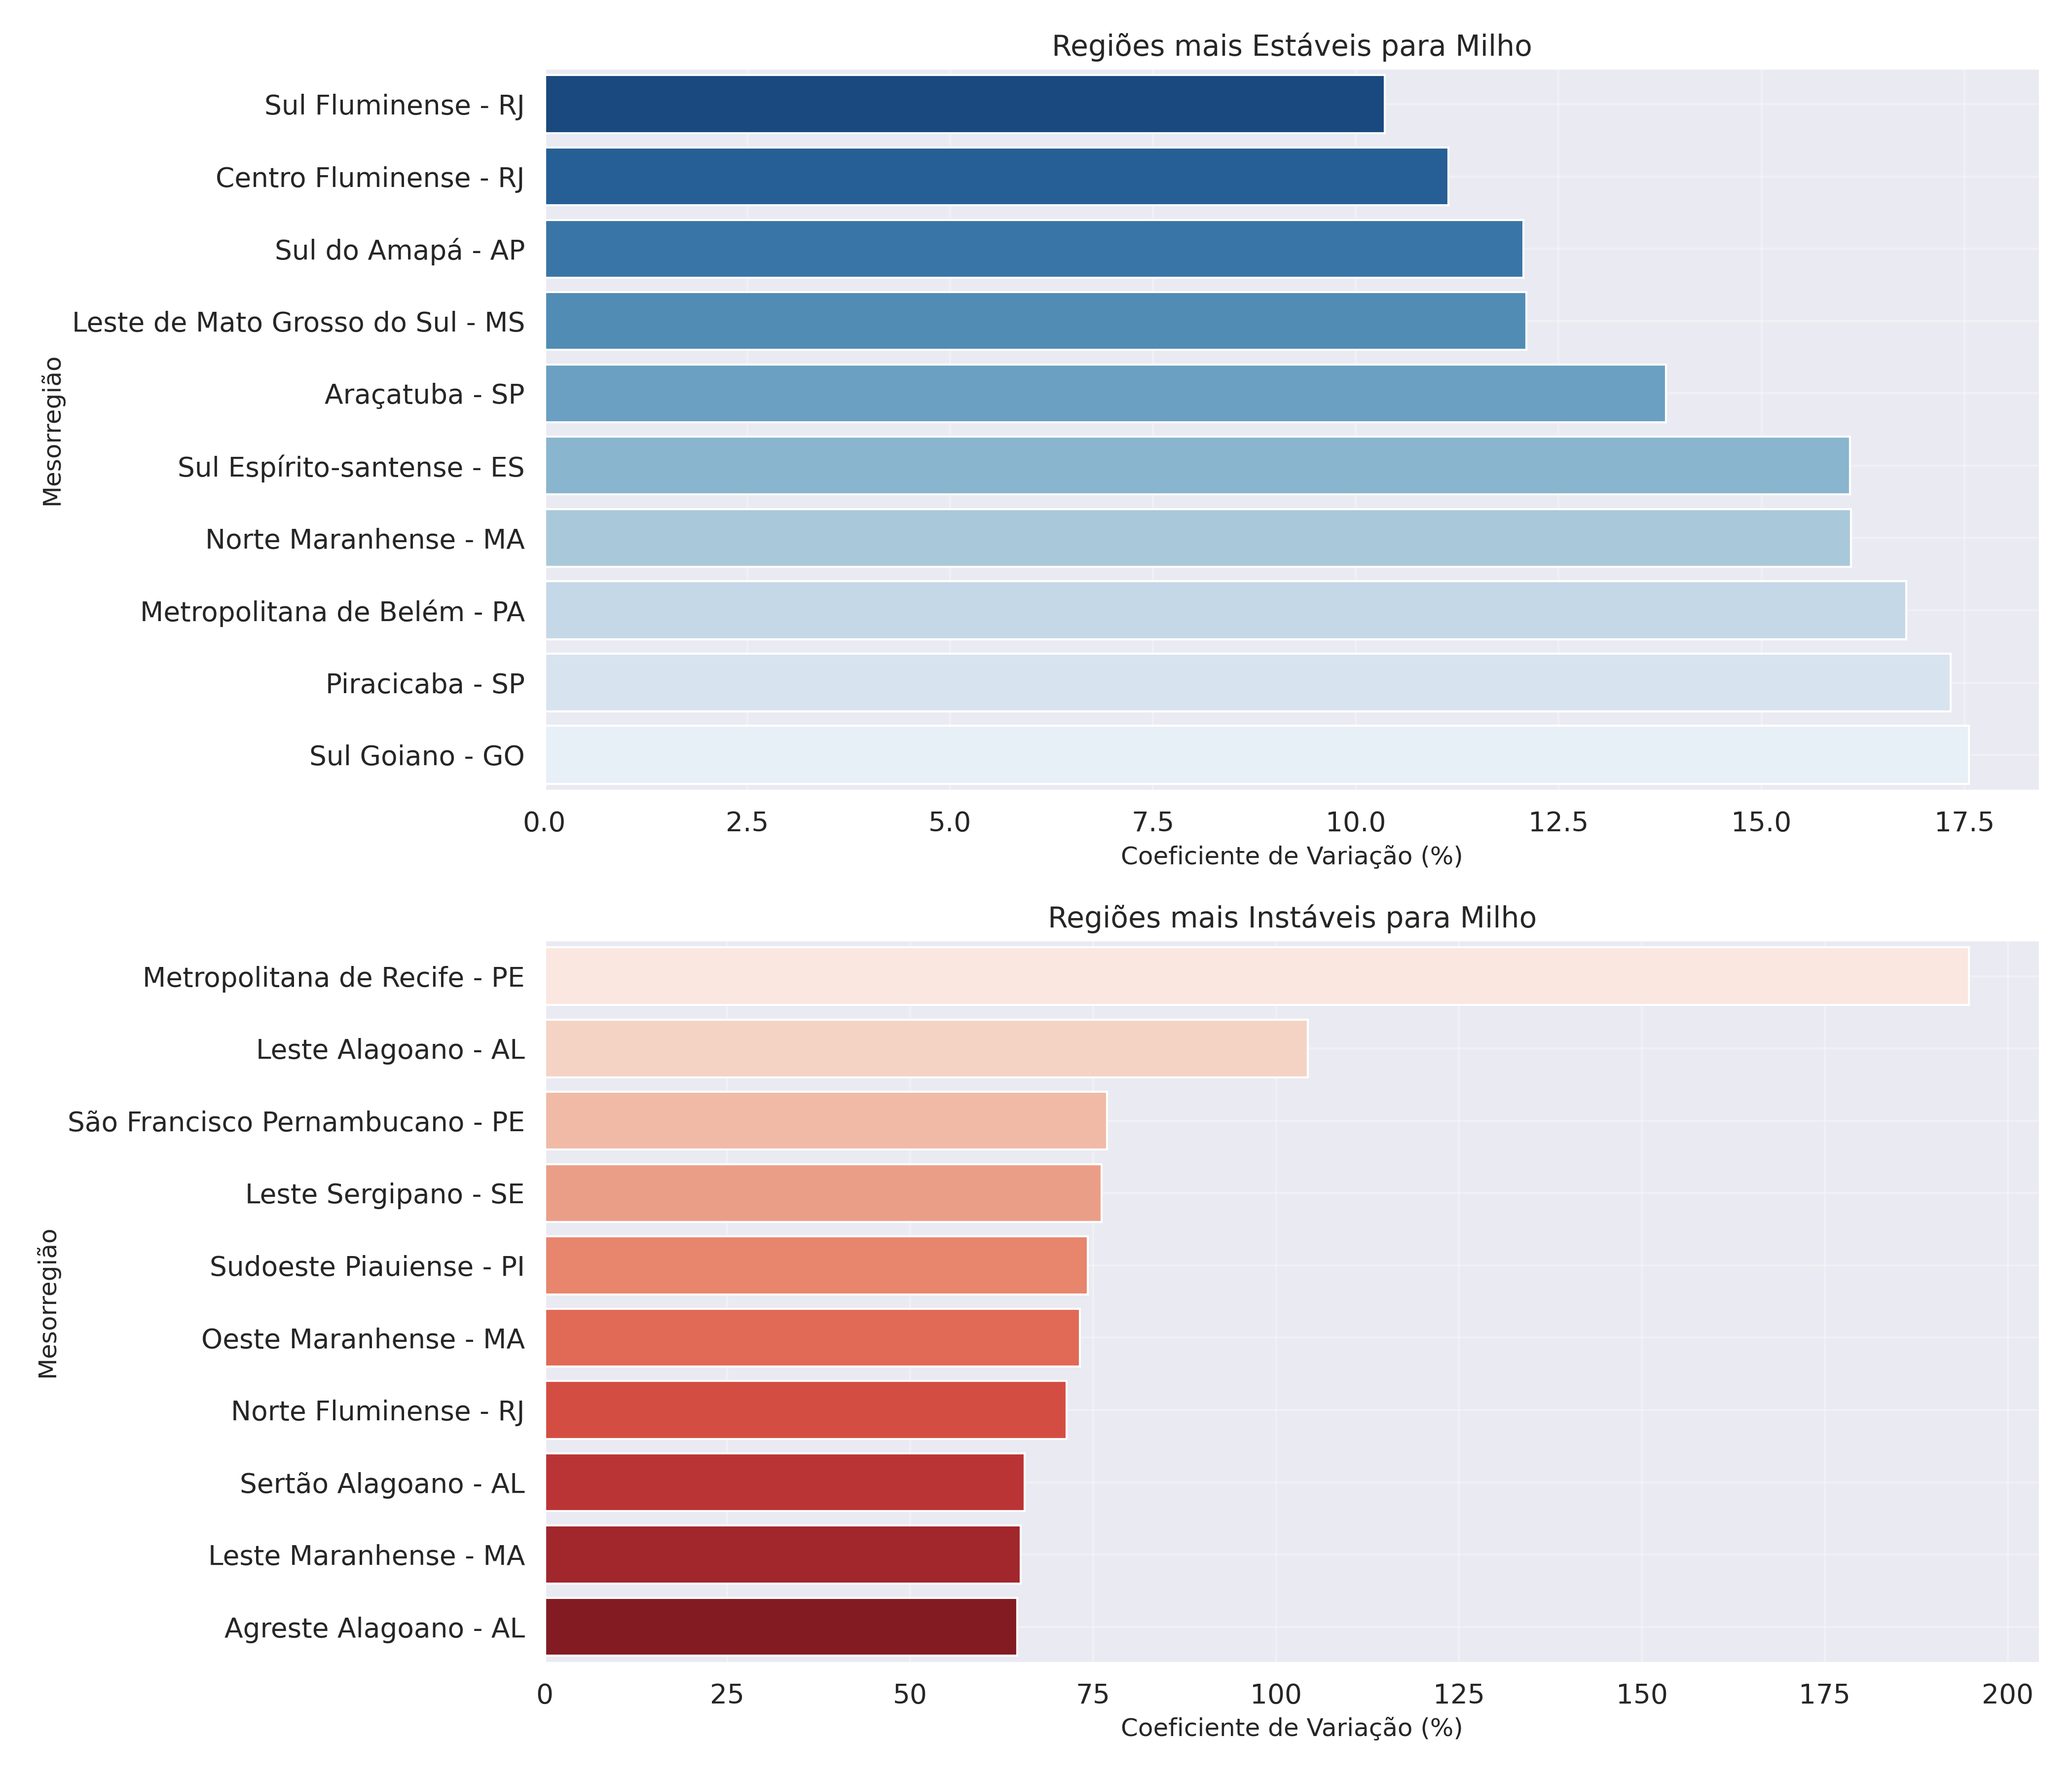 Regiões mais Estáveis para Milho
Mesorregião
Sul Fluminense - RJ
Centro Fluminense - RJ
Sul do Amapá - AP
Leste de Mato Grosso do Sul - MS
Araçatuba - SP
Sul Espírito-santense - ES
Norte Maranhense - MA
Metropolitana de Belém - PA
Piracicaba - SP
Sul Goiano - GO
0.0 2.5 5.0 7.5 10.0 12.5 15.0 17.5
Coeficiente de Variação (%)
Regiões mais Instáveis para Milho
Mesorregião
Metropolitana de Recife - PE
Leste Alagoano - AL
São Francisco Pernambucano - PE
Leste Sergipano - SE
Sudoeste Piauiense - PI
Oeste Maranhense - MA
Norte Fluminense - RJ
Sertão Alagoano - AL
Leste Maranhense - MA
Agreste Alagoano - AL
0 25 50 75 100 125 150 175 200
Coeficiente de Variação (%)